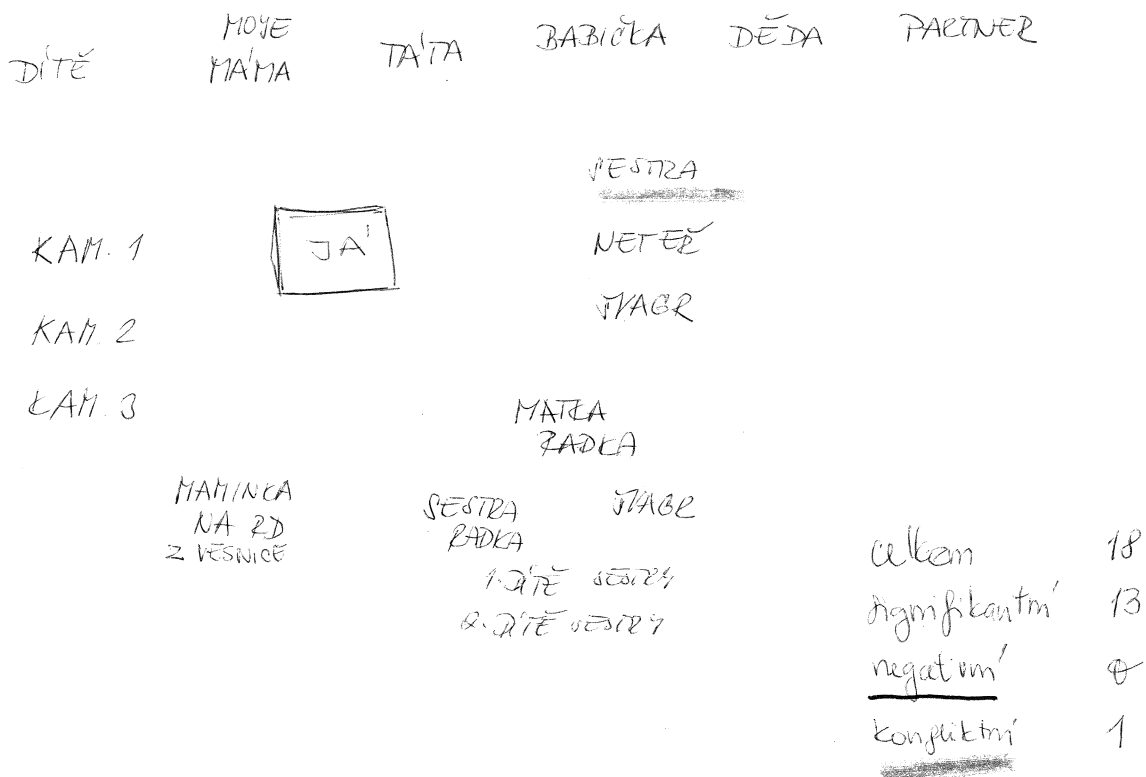 DÍTĚ
MOJE
MÁMA
TÁTA
BABIČKA
DĚDA
PARTNER
SESTRA
KAM. 1
JÁ
NETEŘ
ŠVAGR
KAM. 2
KAM. 3
MATKA
RADKA
MAMINKA
NA RD
Z VESNICE
SESTRA
RADKA
ŠVAGR
1. DÍTĚ SESTRY
2. DÍTĚ SESTRY
celkem 18
signifikantní 13
negativní 0
konfliktní 1